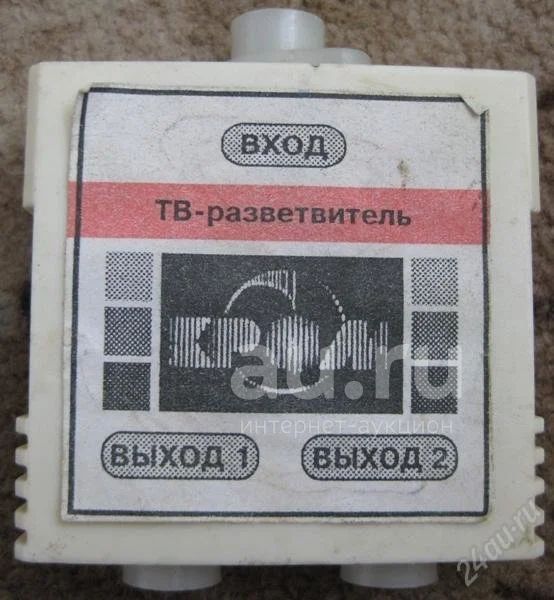 ВХОД
ТВ-разветвитель
au.ru
интернет-аукцион
ВЫХОД 1
ВЫХОД 2
24au.ru